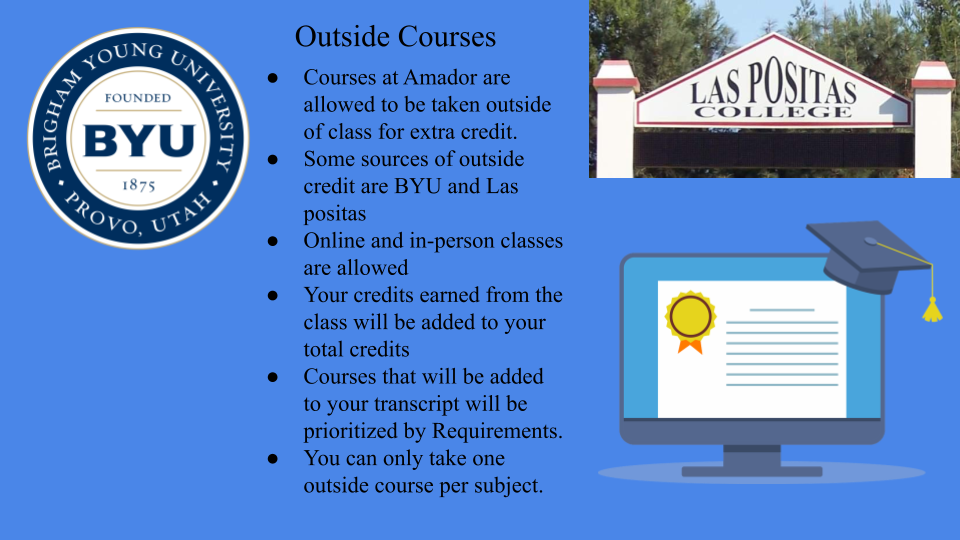 Outside Courses
● Courses at Amador are
allowed to be taken outside
of class for extra credit.
● Some sources of outside
credit are BYU and Las
positas
● Online and in-person classes
are allowed
● Your credits earned from the
class will be added to your
total credits
● Courses that will be added
to your transcript will be
prioritized by Requirements.
● You can only take one
outside course per subject.
BRIGHAM YOUNG UNIVERSITY
FOUNDED
BYU
1875
• PROVO, UTAH •
LAS POSITAS
COLLEGE